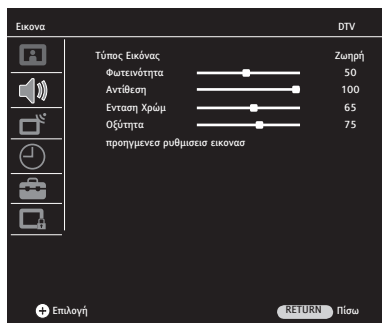 Εικονα DTV
Τύπος Εικόνας Ζωηρή
Φωτεινότητα 50
Αντίθεση 100
Ενταση Χρώμ 65
Οξύτητα 75
προηγμενεσ ρυθμισεισ εικονασ
Επιλογή RETURN Πίσω